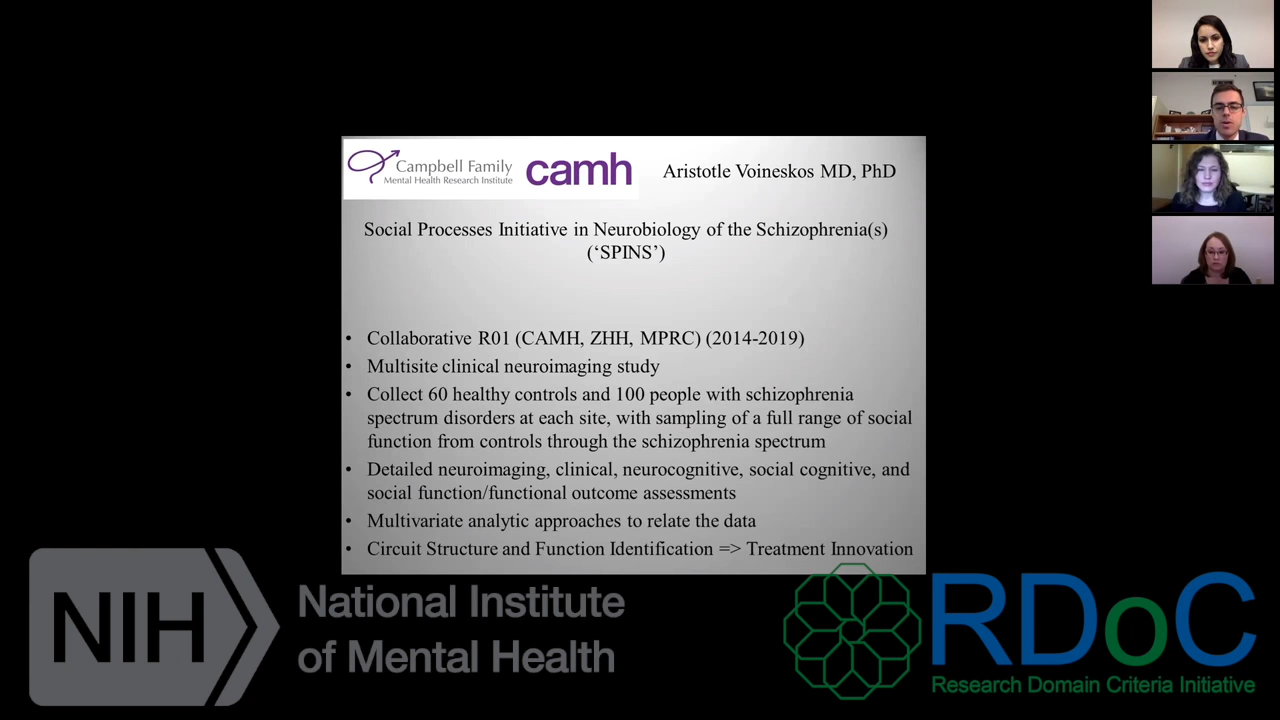 Campbell Family
Mental Health Research Institute
camh
Aristotle Voineskos MD, PhD
Social Processes Initiative in Neurobiology of the Schizophrenia(s)
(‘SPINS’)
• Collaborative R01 (CAMH, ZHH, MPRC) (2014-2019)
• Multisite clinical neuroimaging study
• Collect 60 healthy controls and 100 people with schizophrenia
spectrum disorders at each site, with sampling of a full range of social
function from controls through the schizophrenia spectrum
• Detailed neuroimaging, clinical, neurocognitive, social cognitive, and
social function/functional outcome assessments
• Multivariate analytic approaches to relate the data
• Circuit Structure and Function Identification => Treatment Innovation
NIH
National Institute
of Mental Health
RDoC
Research Domain Criteria Initiative